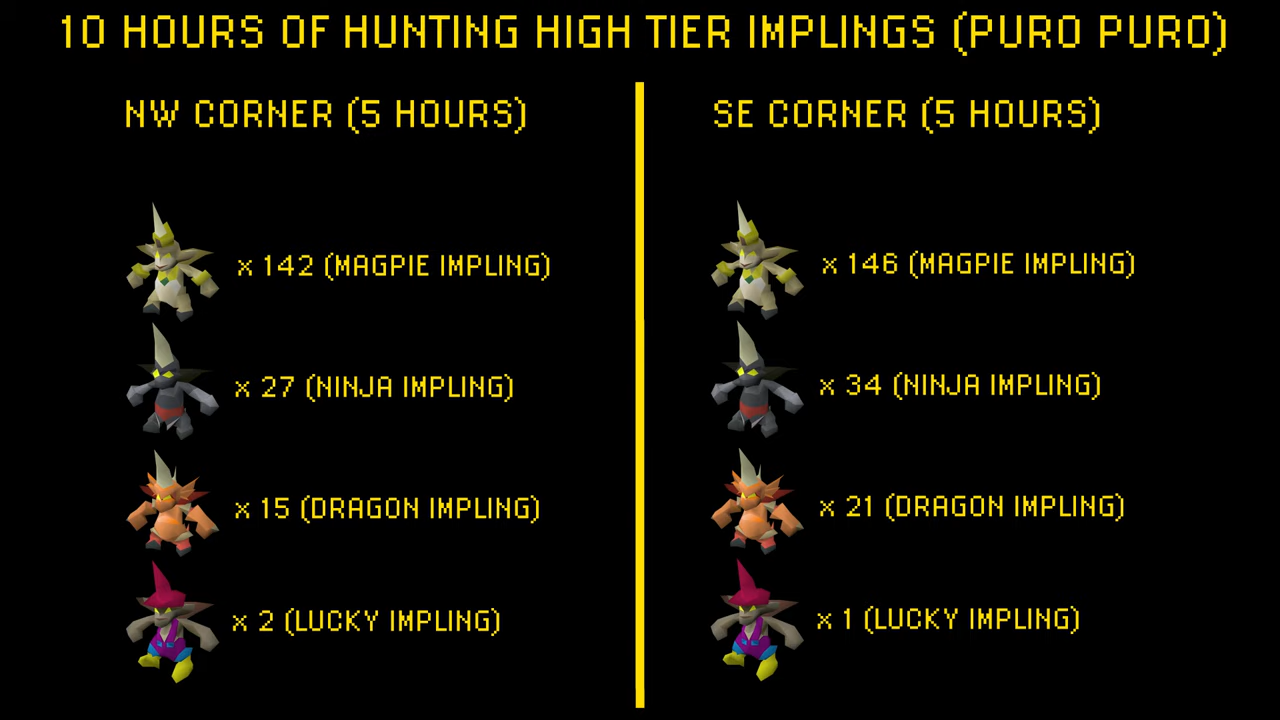 10 HOURS OF HUNTING HIGH TIER IMPLINGS (PURO PURO)
NW CORNER (5 HOURS)
x 142 (MAGPIE IMPLING)
x 27 (NINJA IMPLING)
x 15 (DRAGON IMPLING)
x 2 (LUCKY IMPLING)
SE CORNER (5 HOURS)
x 146 (MAGPIE IMPLING)
x 34 (NINJA IMPLING)
x 21 (DRAGON IMPLING)
x 1 (LUCKY IMPLING)